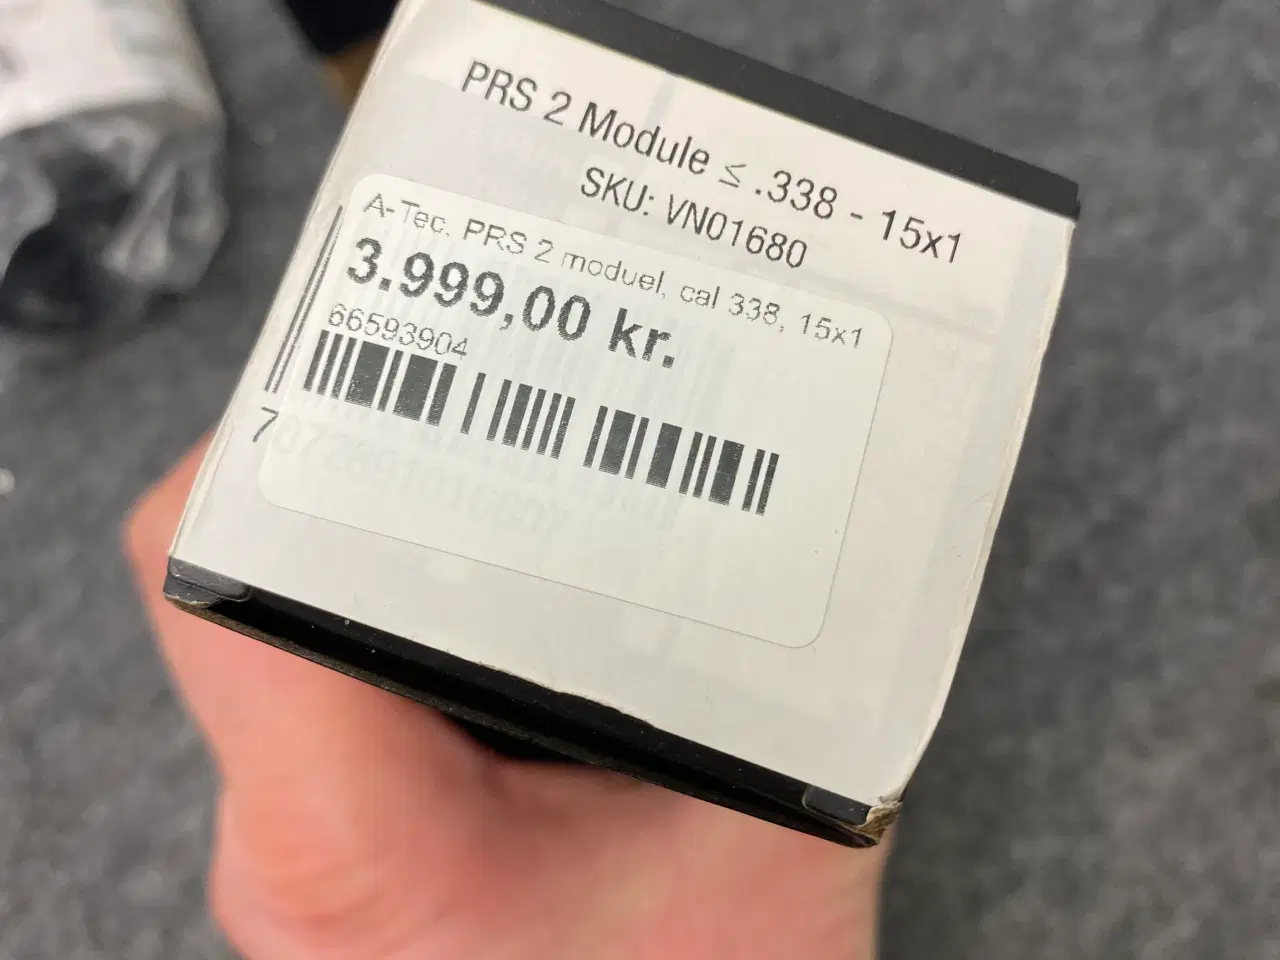 PRS 2 Module ≤ .338 - 15x1
SKU: VN01680
A-Tec. PRS 2 moduel, cal 338, 15x1
3.999,00 kr.
66593904
7